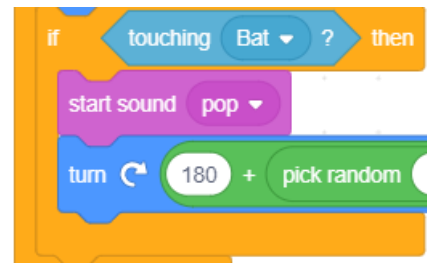 if touching Bat ? then
start sound pop
turn 180 + pick random